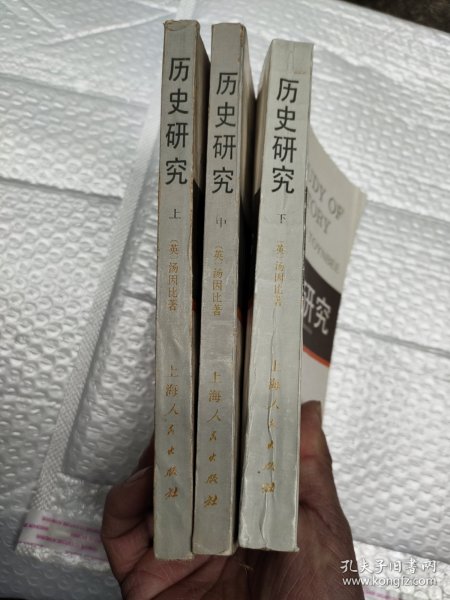 历史研究
上
(英)汤因比著
上海人民出版社
历史研究
中
(英)汤因比著
上海人民出版社
历史研究
下
(英)汤因比著
上海人民出版社
UDY OF
TORY
研究
孔夫子旧书网
www.kongfz.com